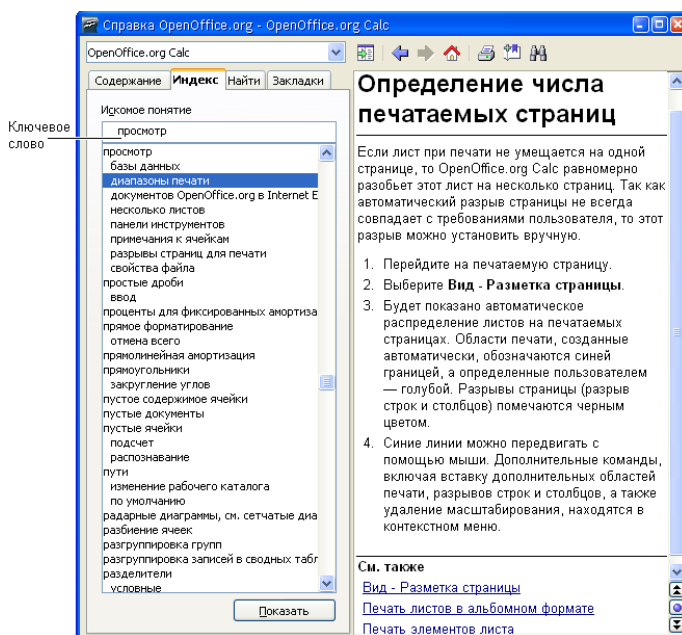 Справка OpenOffice.org - OpenOffice.org Calc
OpenOffice.org Calc
Содержание
Индекс
Найти
Закладки
Искомое понятие
Ключевое
слово
просмотр
просмотр
базы данных
диапазоны печати
документов OpenOffice.org в Internet E
несколько листов
панели инструментов
примечания к ячейкам
разрывы страниц для печати
свойства файла
простые дроби
ввод
проценты для фиксированных амортиза
прямое форматирование
отмена всего
прямолинейная амортизация
прямоугольники
закругление углов
пустое содержимое ячейки
пустые документы
пустые ячейки
подсчет
распознавание
пути
изменение рабочего каталога
по умолчанию
радарные диаграммы, см. сетчатые диа
разбиение ячеек
разгруппировка групп
разгруппировка записей в сводных табл
разделители
условные
Показать
Определение числа
печатаемых страниц
Если лист при печати не умещается на одной
странице, то OpenOffice.org Calc равномерно
разобьет этот лист на несколько страниц. Так как
автоматический разрыв страницы не всегда
совпадает с требованиями пользователя, то этот
разрыв можно установить вручную.
1. Перейдите на печатаемую страницу.
2. Выберите Вид - Разметка страницы.
3. Будет показано автоматическое
распределение листов на печатаемых
страницах. Области печати, созданные
автоматически, обозначаются синей
границей, а определенные пользователем
— голубой. Разрывы страницы (разрыв
строк и столбцов) помечаются черным
цветом.
4. Синие линии можно передвигать с
помощью мыши. Дополнительные команды,
включая вставку дополнительных областей
печати, разрывов строк и столбцов, а также
удаление масштабирования, находятся в
контекстном меню.
См. также
Вид - Разметка страницы
Печать листов в альбомном формате
Печать элементов листа